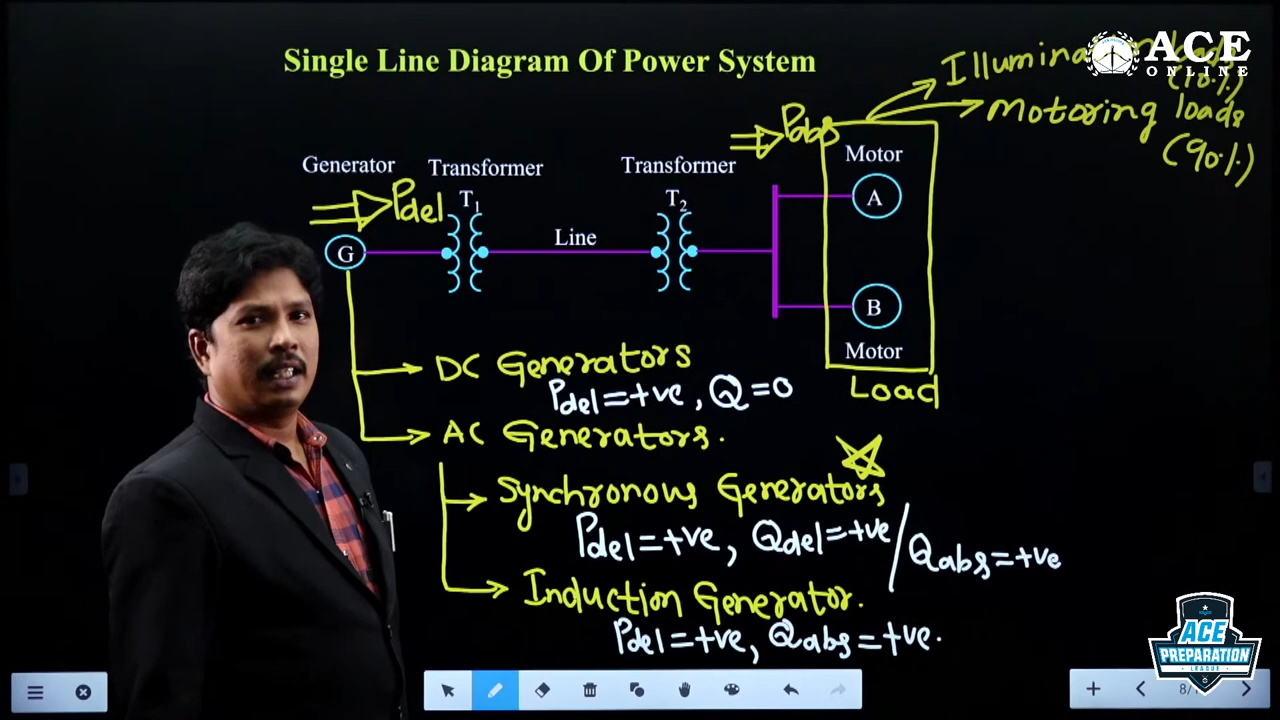 Single Line Diagram Of Power System
ACE
ONLINE
Illumina
(10%)
Motoring loads
(90%)
Pabs
Generator
Transformer
Transformer
Motor
Pdel
T1
T2
A
G
Line
B
Motor
Load
DC Generators
Pdel=+ve, Q=0
AC Generators.
Synchronous Generators
Pdel=+ve, Qdel=+ve/Qabs=+ve
Induction Generator.
Pdel=+ve, Qabs=+ve.
ACE
PREPARATION
LEAGUE
8/